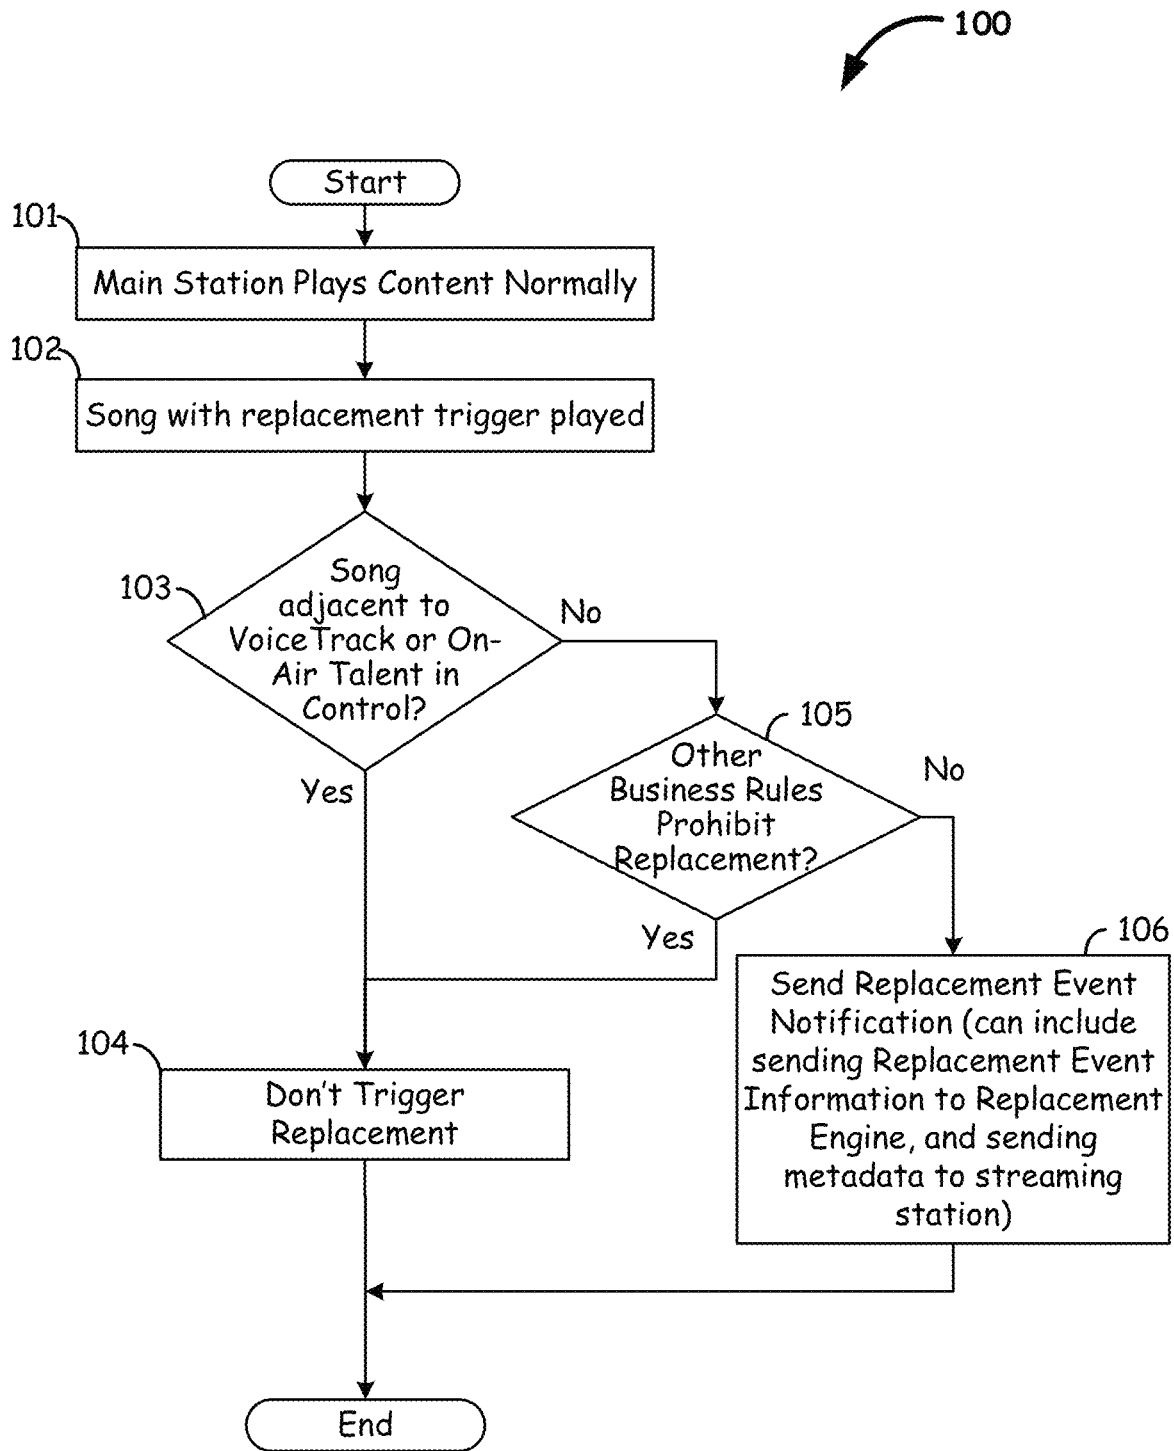 100
Start
101
Main Station Plays Content Normally
102
Song with replacement trigger played
103
Song
adjacent to
VoiceTrack or On-
Air Talent in
Control?
No
Yes
105
Other
Business Rules
Prohibit
Replacement?
No
Yes
106
Send Replacement Event
Notification (can include
sending Replacement Event
Information to Replacement
Engine, and sending
metadata to streaming
station)
104
Don't Trigger
Replacement
End